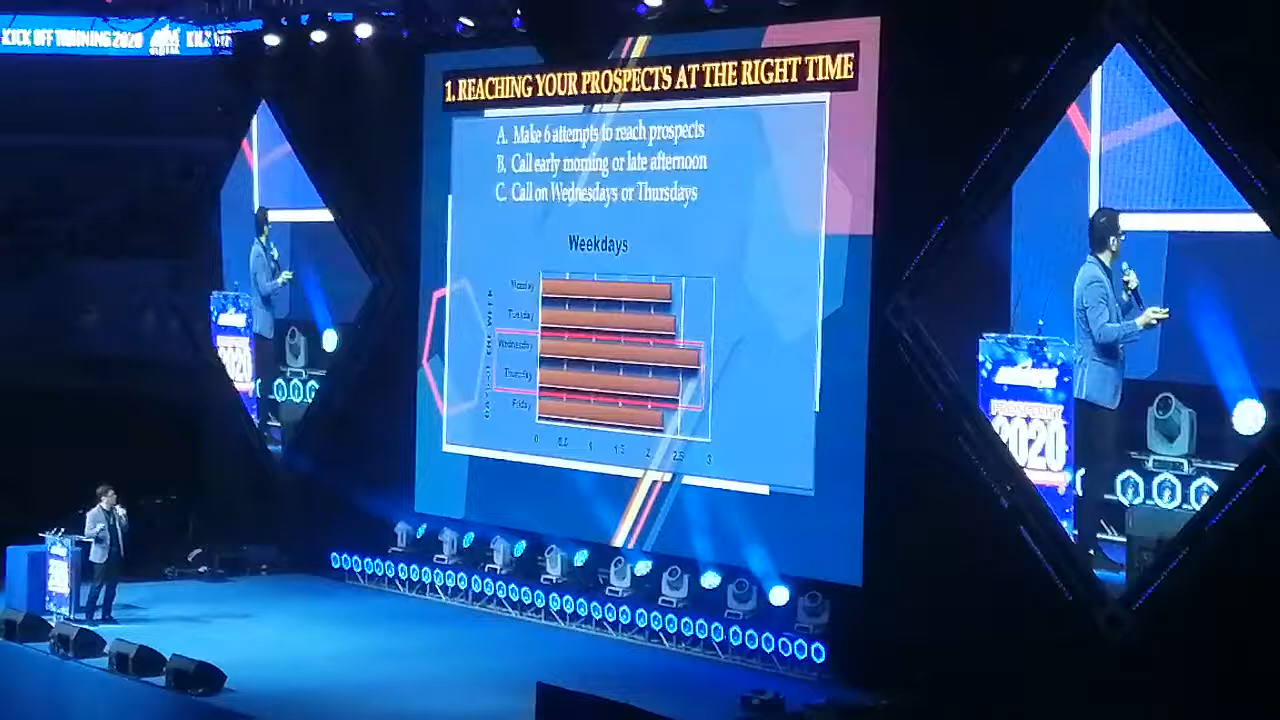 KICK OFF TRAINING 2020
1. REACHING YOUR PROSPECTS AT THE RIGHT TIME
A. Make 6 attempts to reach prospects
B. Call early morning or late afternoon
C. Call on Wednesdays or Thursdays
Weekdays
Monday
Tuesday
Wednesday
Thursday
Friday
0 0.5 1 1.5 2 2.5 3
2020
2020